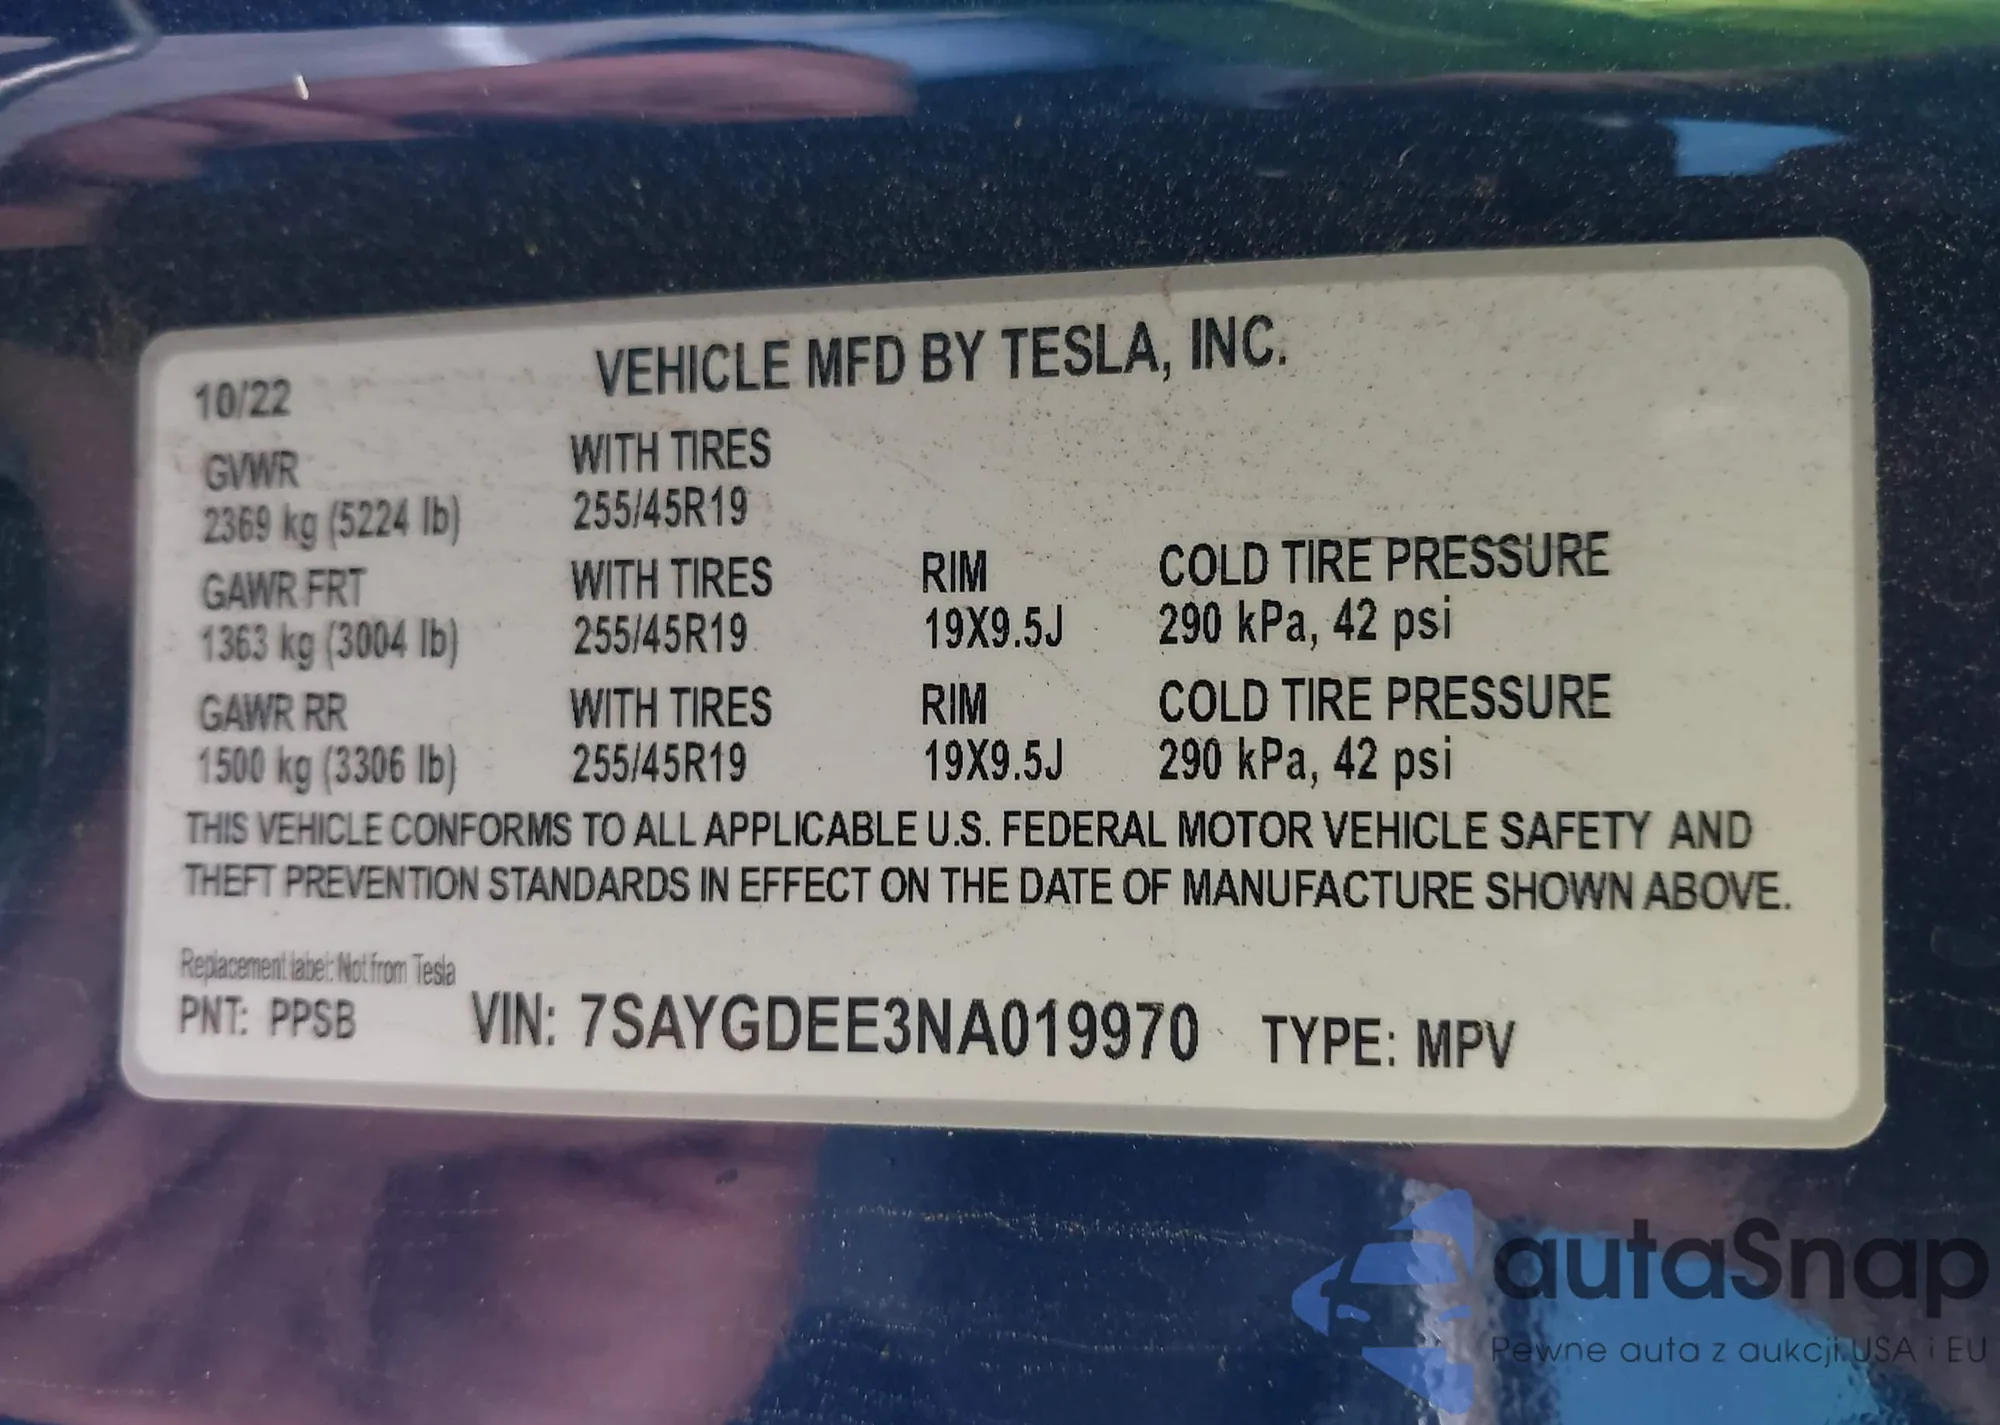 VEHICLE MFD BY TESLA, INC.
10/22
GVWR WITH TIRES
2369 kg (5224 lb) 255/45R19
GAWR FRT WITH TIRES RIM COLD TIRE PRESSURE
1363 kg (3004 lb) 255/45R19 19X9.5J 290 kPa, 42 psi
GAWR RR WITH TIRES RIM COLD TIRE PRESSURE
1500 kg (3306 lb) 255/45R19 19X9.5J 290 kPa, 42 psi
THIS VEHICLE CONFORMS TO ALL APPLICABLE U.S. FEDERAL MOTOR VEHICLE SAFETY AND
THEFT PREVENTION STANDARDS IN EFFECT ON THE DATE OF MANUFACTURE SHOWN ABOVE.
Replacement label: Not from Tesla
PNT: PPSB VIN: 7SAYGDEE3NA019970 TYPE: MPV
autaSnap
Pewne auta z aukcji USA i EU